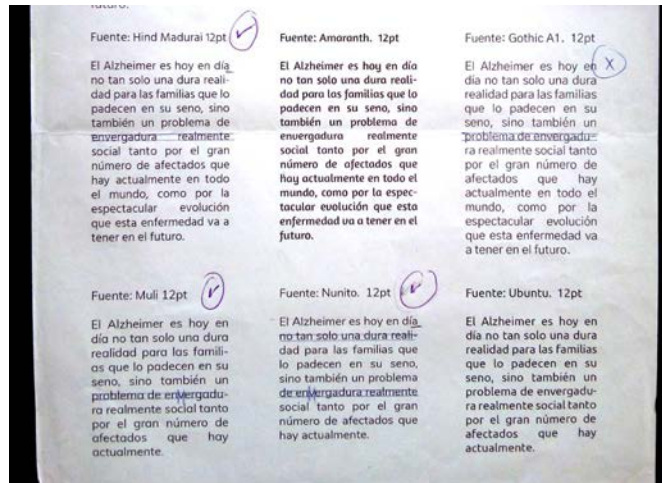 futuro.
Fuente: Hind Madurai 12pt
El Alzheimer es hoy en día
no tan solo una dura reali-
dad para las familias que lo
padecen en su seno, sino
también un problema de
envergadura realmente
social tanto por el gran
número de afectados que
hay actualmente en todo
el mundo, como por la
espectacular evolución
que esta enfermedad va a
tener en el futuro.
Fuente: Amaranth. 12pt
El Alzheimer es hoy en día
no tan solo una dura reali-
dad para las familias que lo
padecen en su seno, sino
también un problema de
envergadura realmente
social tanto por el gran
número de afectados que
hay actualmente en todo el
mundo, como por la espec-
tacular evolución que esta
enfermedad va a tener en el
futuro.
Fuente: Gothic A1. 12pt
El Alzheimer es hoy en
día no tan solo una dura
realidad para las familias
que lo padecen en su
seno, sino también un
problema de envergadu-
ra realmente social tanto
por el gran número de
afectados que hay
actualmente en todo el
mundo, como por la
espectacular evolución
que esta enfermedad va
a tener en el futuro.
Fuente: Muli 12pt
El Alzheimer es hoy en
día no tan solo una dura
realidad para las famili-
as que lo padecen en su
seno, sino también un
problema de envergadu-
ra realmente social tanto
por el gran número de
afectados que hay
actualmente.
Fuente: Nunito. 12pt
El Alzheimer es hoy en día
no tan solo una dura reali-
dad para las familias que
lo padecen en su seno,
sino también un problema
de envergadura realmente
social tanto por el gran
número de afectados que
hay actualmente.
Fuente: Ubuntu. 12pt
El Alzheimer es hoy en
día no tan solo una dura
realidad para las familias
que lo padecen en su
seno, sino también un
problema de envergadu-
ra realmente social tanto
por el gran número de
afectados que hay
actualmente.